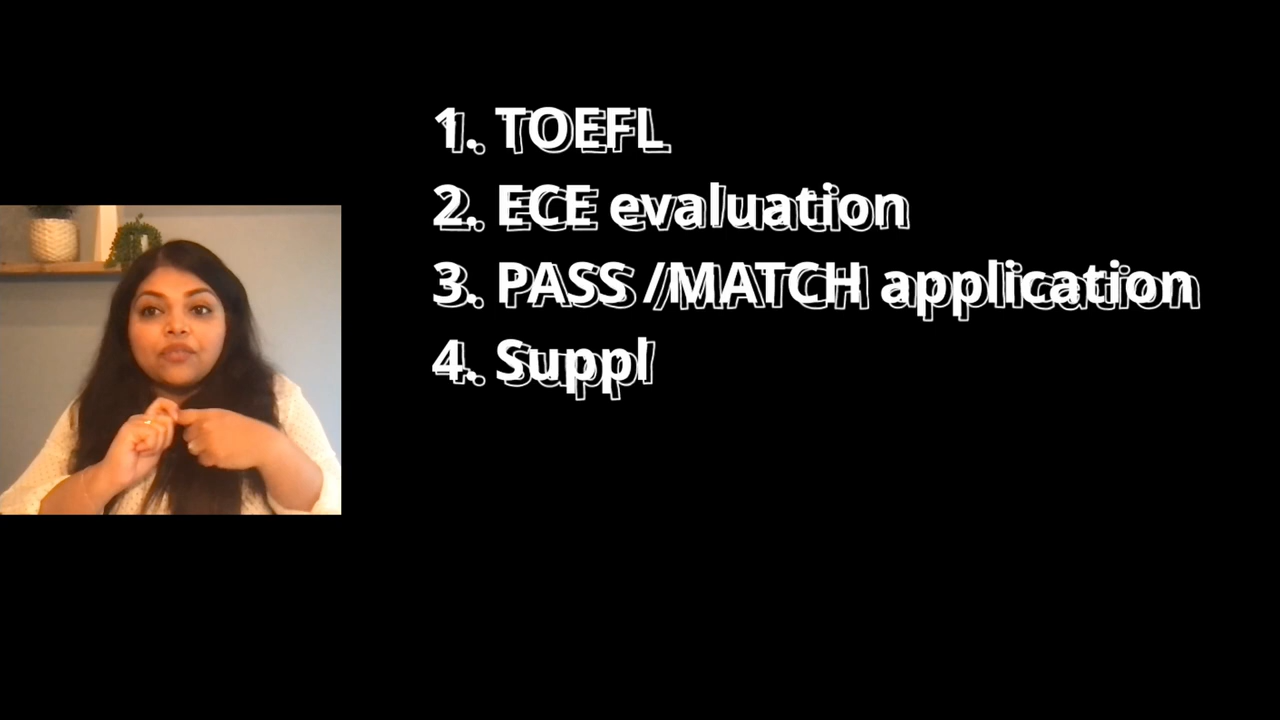 1. TOEFL
2. ECE evaluation
3. PASS /MATCH application
4. Suppl